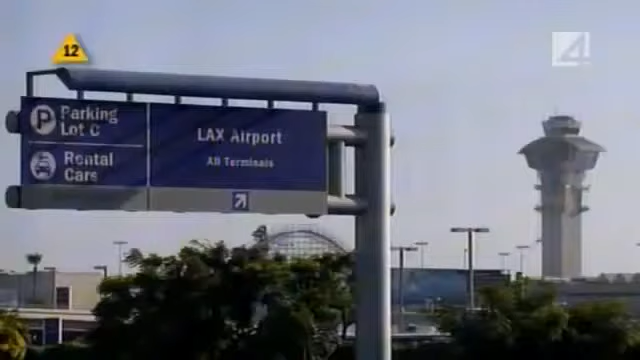 12
4
Parking
Lot C
Rental
Cars
LAX Airport
All Terminals